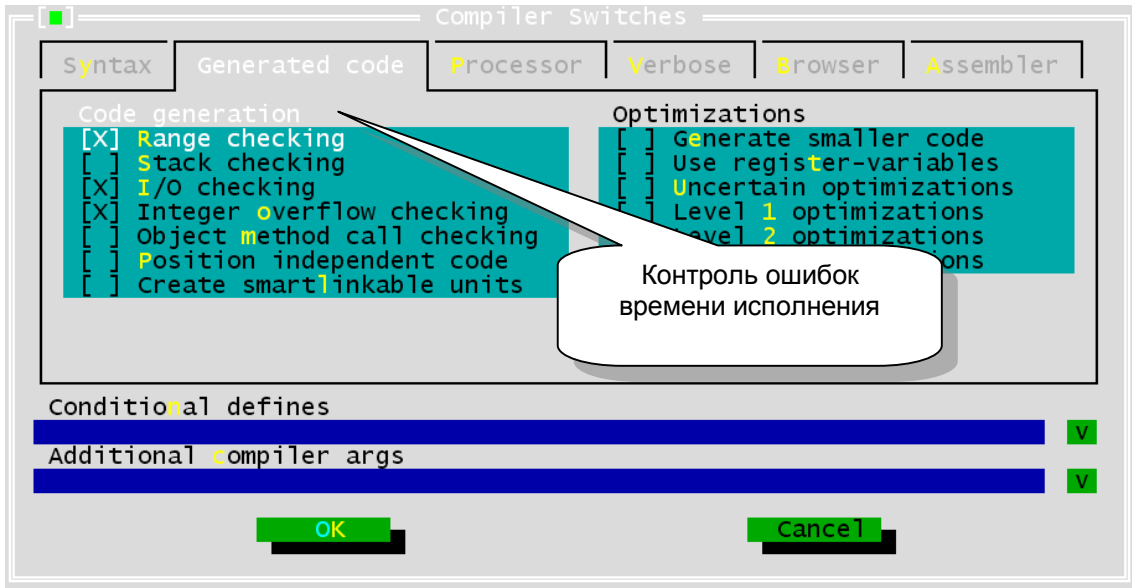 [■] Compiler Switches
Syntax Generated code Processor Verbose Browser Assembler
Code generation
[X] Range checking
[ ] Stack checking
[X] I/O checking
[X] Integer overflow checking
[ ] Object method call checking
[ ] Position independent code
[ ] Create smartlinkable units
Optimizations
[ ] Generate smaller code
[ ] Use register-variables
[ ] Uncertain optimizations
[ ] Level 1 optimizations
Level 2 optimizations
Контроль ошибок
времени исполнения
Conditional defines
V
Additional compiler args
V
OK Cancel